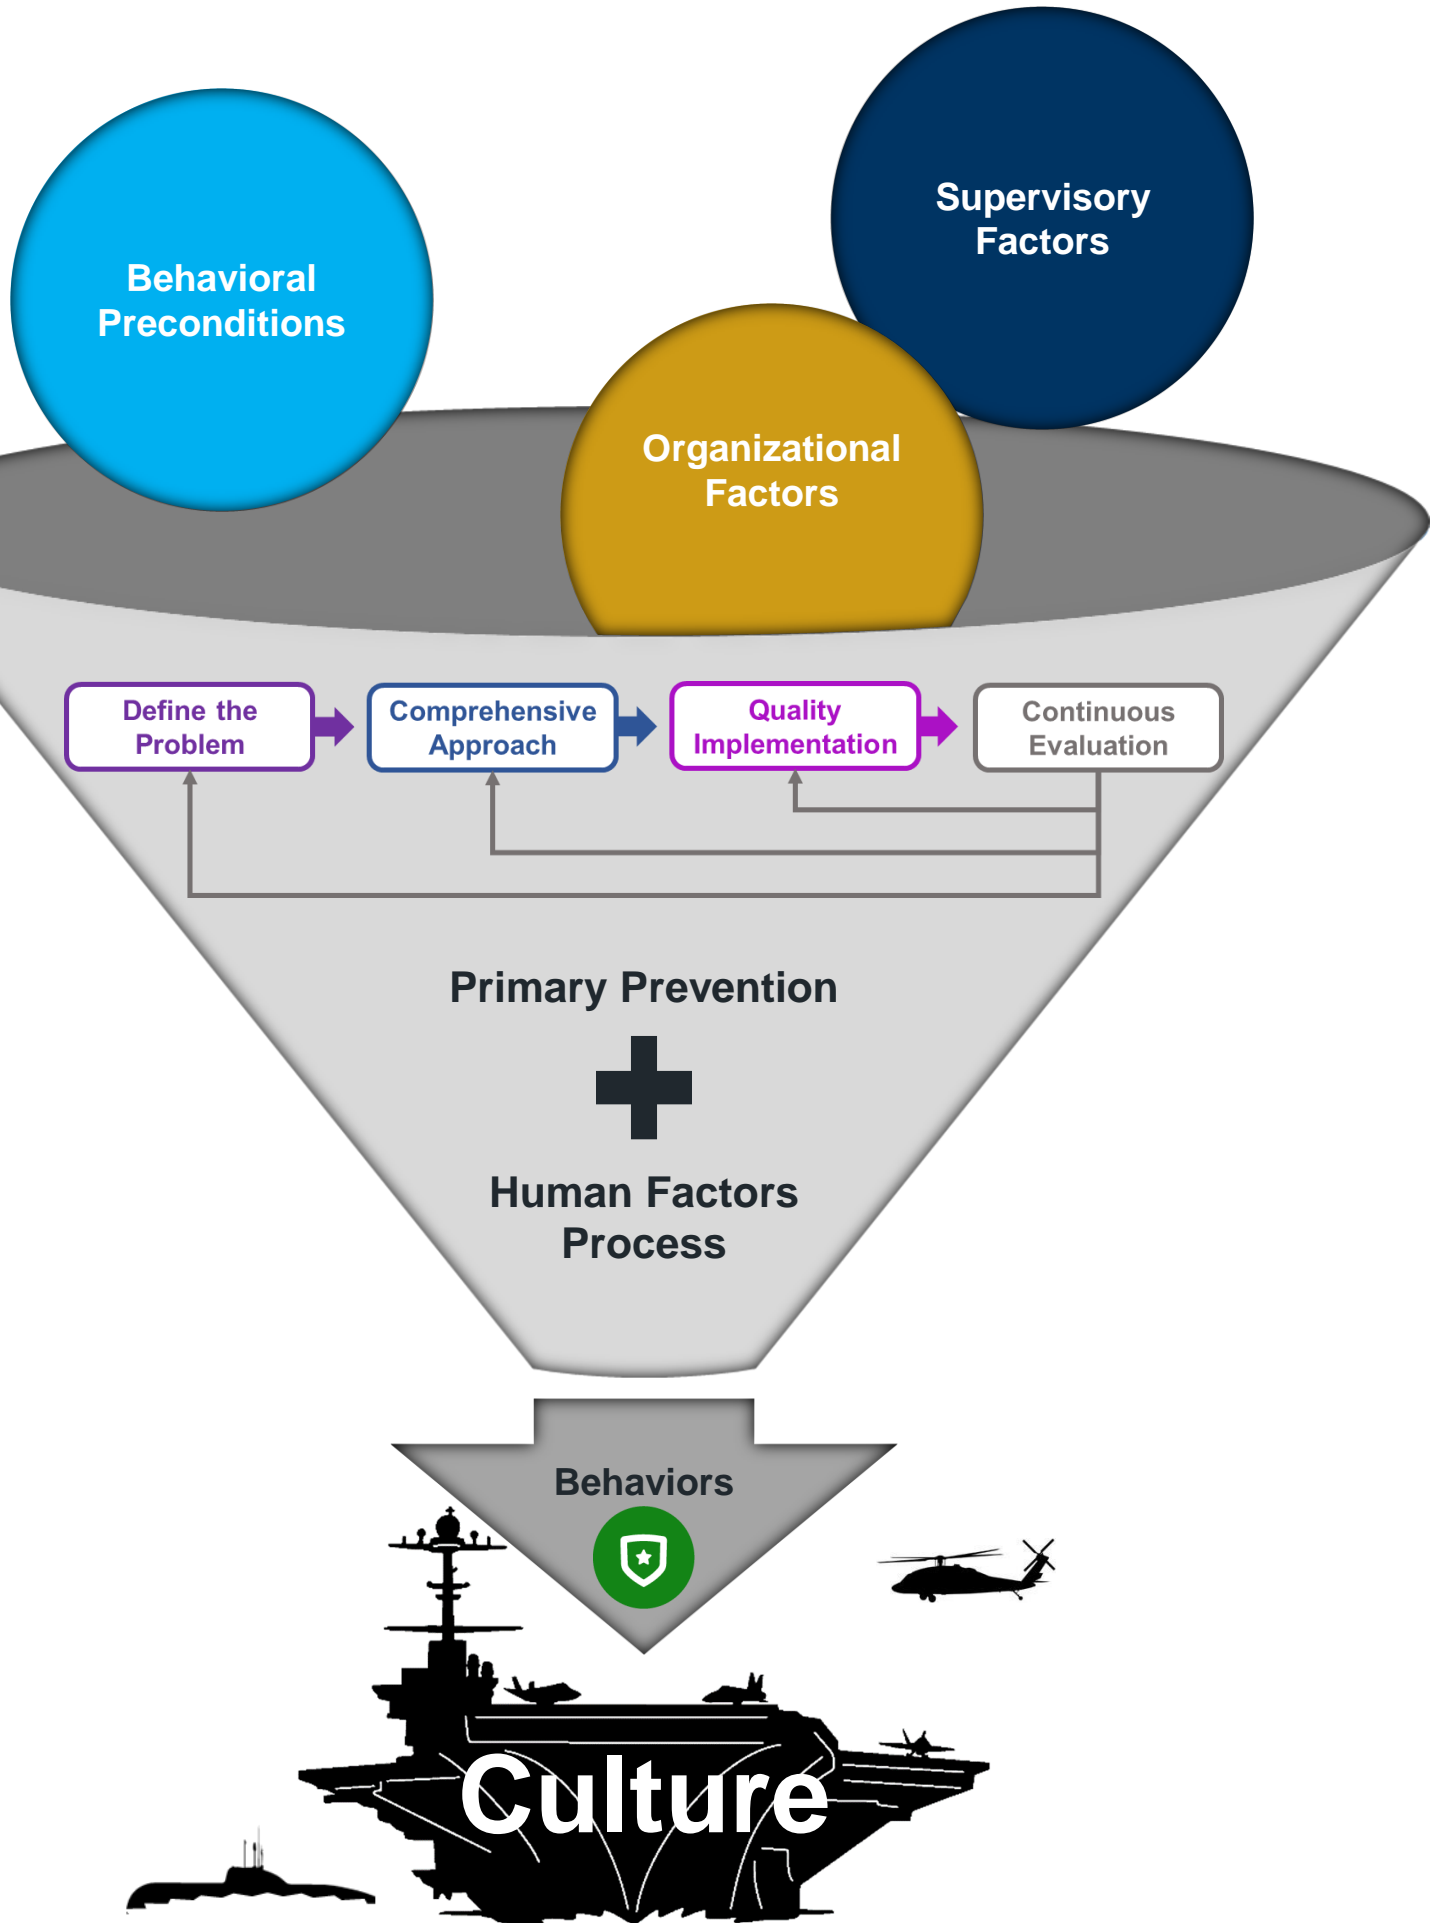 Supervisory
Factors
Behavioral
Preconditions
Organizational
Factors
Define the
Problem
Comprehensive
Approach
Quality
Implementation
Continuous
Evaluation
Primary Prevention
Human Factors
Process
Behaviors
Culture